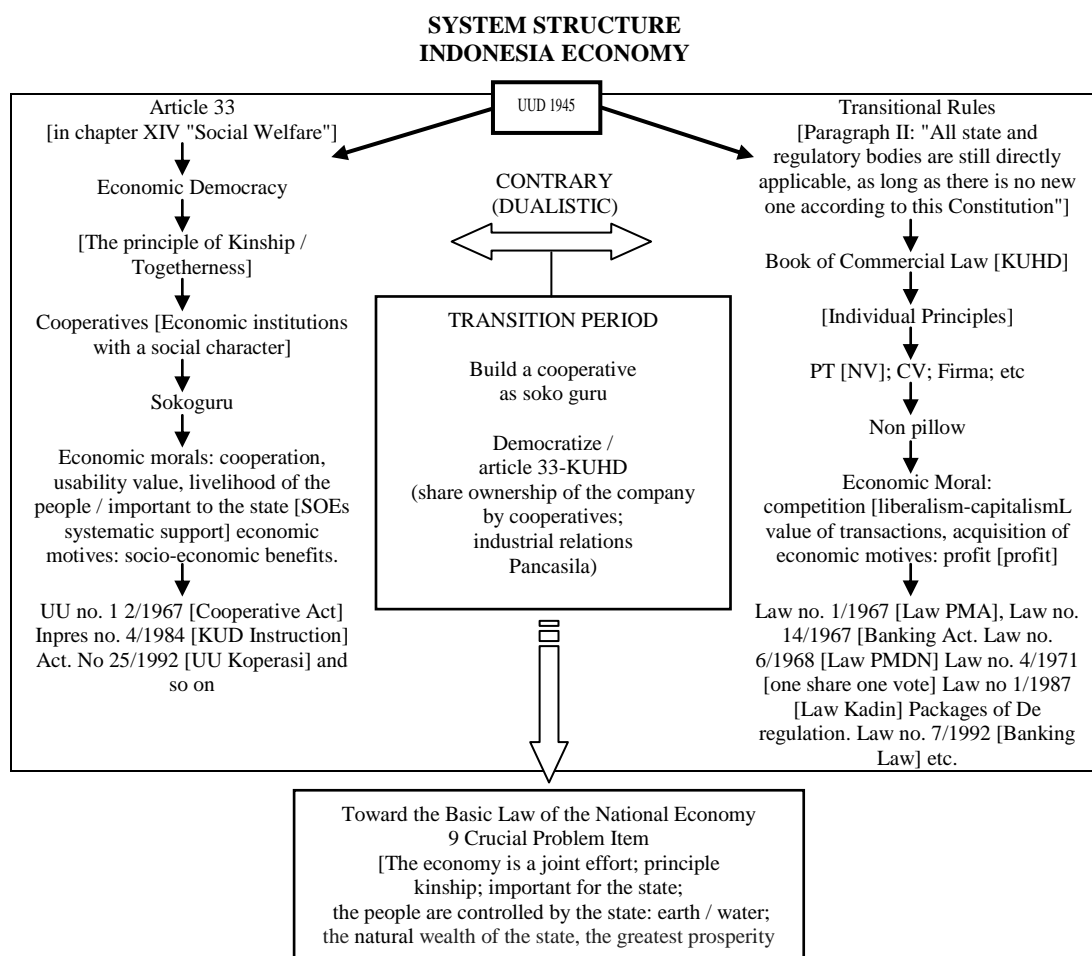 SYSTEM STRUCTURE
INDONESIA ECONOMY
UUD 1945
Article 33
[in chapter XIV "Social Welfare"]
Economic Democracy
[The principle of Kinship /
Togetherness]
Cooperatives [Economic institutions
with a social character]
Sokoguru
Economic morals: cooperation,
usability value, livelihood of the
people / important to the state [SOEs
systematic support] economic
motives: socio-economic benefits.
UU no. 1 2/1967 [Cooperative Act]
Inpres no. 4/1984 [KUD Instruction]
Act. No 25/1992 [UU Koperasi] and
so on
CONTRARY
(DUALISTIC)
TRANSITION PERIOD
Build a cooperative
as soko guru
Democratize /
article 33-KUHD
(share ownership of the company
by cooperatives;
industrial relations
Pancasila)
Transitional Rules
[Paragraph II: "All state and
regulatory bodies are still directly
applicable, as long as there is no new
one according to this Constitution"]
Book of Commercial Law [KUHD]
[Individual Principles]
PT [NV]; CV; Firma; etc
Non pillow
Economic Moral:
competition [liberalism-capitalismL
value of transactions, acquisition of
economic motives: profit [profit]
Law no. 1/1967 [Law PMA], Law no.
14/1967 [Banking Act. Law no.
6/1968 [Law PMDN] Law no. 4/1971
[one share one vote] Law no 1/1987
[Law Kadin] Packages of De
regulation. Law no. 7/1992 [Banking
Law] etc.
Toward the Basic Law of the National Economy
9 Crucial Problem Item
[The economy is a joint effort; principle
kinship; important for the state;
the people are controlled by the state: earth / water;
the natural wealth of the state, the greatest prosperity